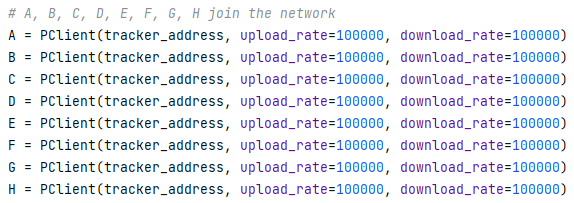 # A, B, C, D, E, F, G, H join the network
A = PClient(tracker_address, upload_rate=100000, download_rate=100000)
B = PClient(tracker_address, upload_rate=100000, download_rate=100000)
C = PClient(tracker_address, upload_rate=100000, download_rate=100000)
D = PClient(tracker_address, upload_rate=100000, download_rate=100000)
E = PClient(tracker_address, upload_rate=100000, download_rate=100000)
F = PClient(tracker_address, upload_rate=100000, download_rate=100000)
G = PClient(tracker_address, upload_rate=100000, download_rate=100000)
H = PClient(tracker_address, upload_rate=100000, download_rate=100000)